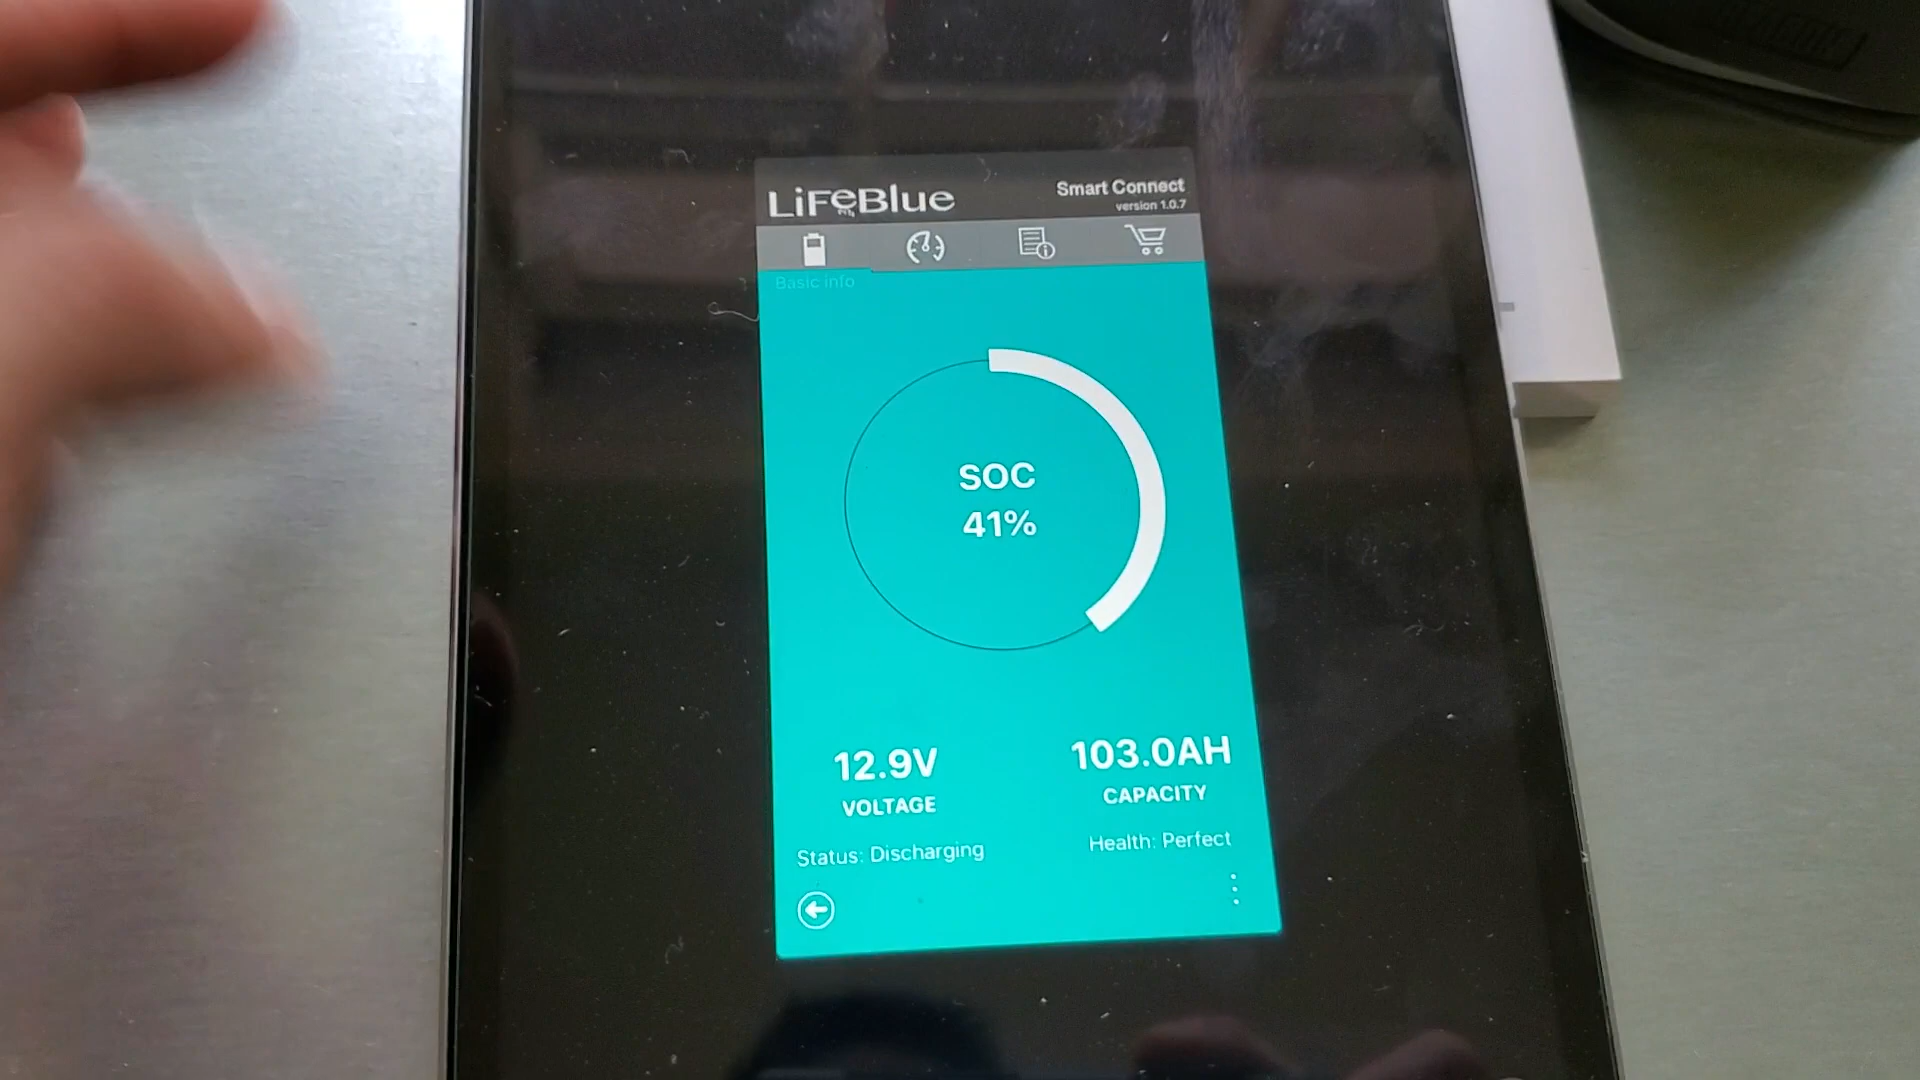 LiFeBlue
Smart Connect
version 1.0.7
Basic info
SOC
41%
12.9V
VOLTAGE
103.0AH
CAPACITY
Status: Discharging
Health: Perfect